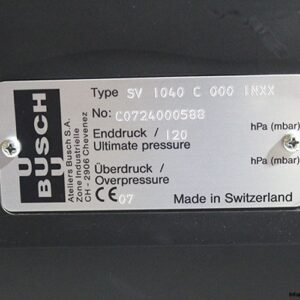 Type SV 1040 C 000 INXX
No: C0724000588
Enddruck / 120 hPa (mbar)
Ultimate pressure
Überdruck / hPa (mbar)
Overpressure
CE 07 Made in Switzerland
U
BUSCH
BU
Ateliers Busch S.A.
Zone Industrielle
CH - 2906 Chevenez